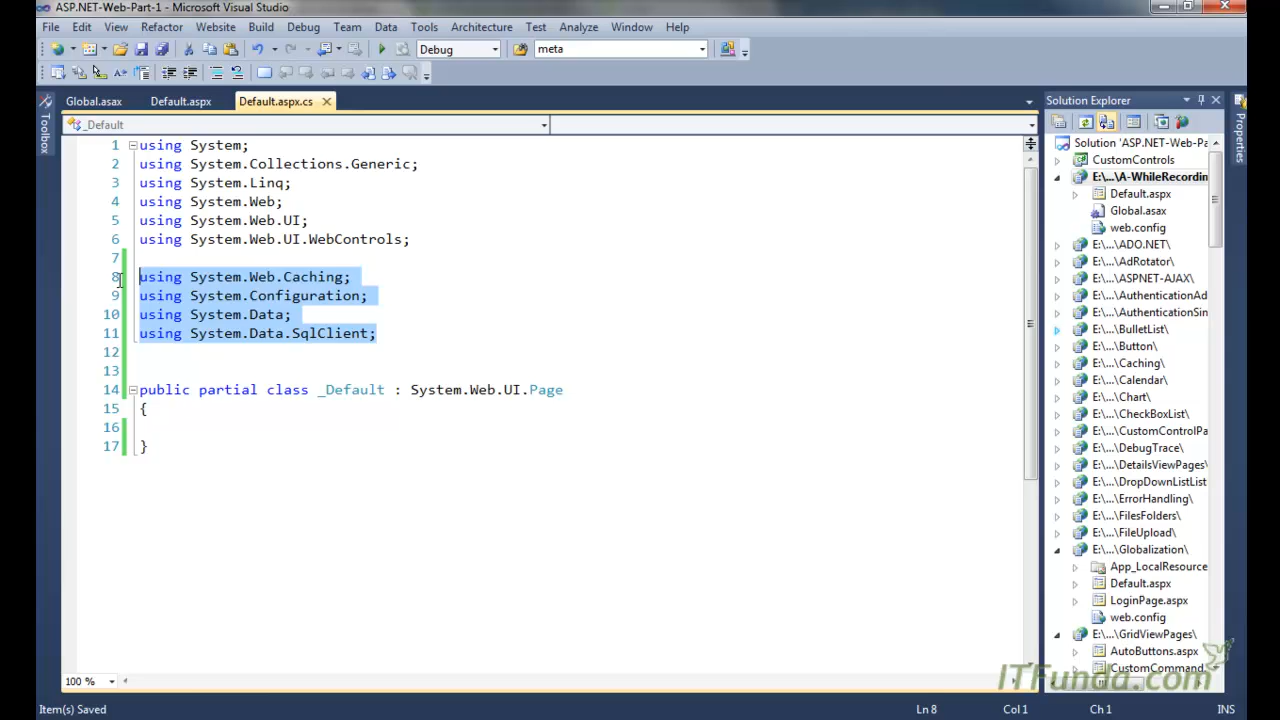 ASP.NET-Web-Part-1 - Microsoft Visual Studio
File Edit View Refactor Website Build Debug Team Data Tools Architecture Test Analyze Window Help
Debug meta
Global.asax Default.aspx Default.aspx.cs
_Default
Toolbox
1 using System;
2 using System.Collections.Generic;
3 using System.Linq;
4 using System.Web;
5 using System.Web.UI;
6 using System.Web.UI.WebControls;
7
8 using System.Web.Caching;
9 using System.Configuration;
10 using System.Data;
11 using System.Data.SqlClient;
12
13
14 public partial class _Default : System.Web.UI.Page
15 {
16
17 }
100 %
Solution Explorer
Solution 'ASP.NET-Web-Pa
CustomControls
E:\...\A-WhileRecordin
Default.aspx
Global.asax
web.config
E:\...\ADO.NET\
E:\...\AdRotator\
E:\...\ASPNET-AJAX\
E:\...\AuthenticationAd
E:\...\AuthenticationSim
E:\...\BulletList\
E:\...\Button\
E:\...\Caching\
E:\...\Calendar\
E:\...\Chart\
E:\...\CheckBoxList\
E:\...\CustomControlPa
E:\...\DebugTrace\
E:\...\DetailsViewPages\
E:\...\DropDownListList
E:\...\ErrorHandling\
E:\...\FilesFolders\
E:\...\FileUpload\
E:\...\Globalization\
App_LocalResource
Default.aspx
LoginPage.aspx
web.config
E:\...\GridViewPages\
AutoButtons.aspx
CustomCommand.
Properties
ITFunda.com
Item(s) Saved Ln 8 Col 1 Ch 1 INS